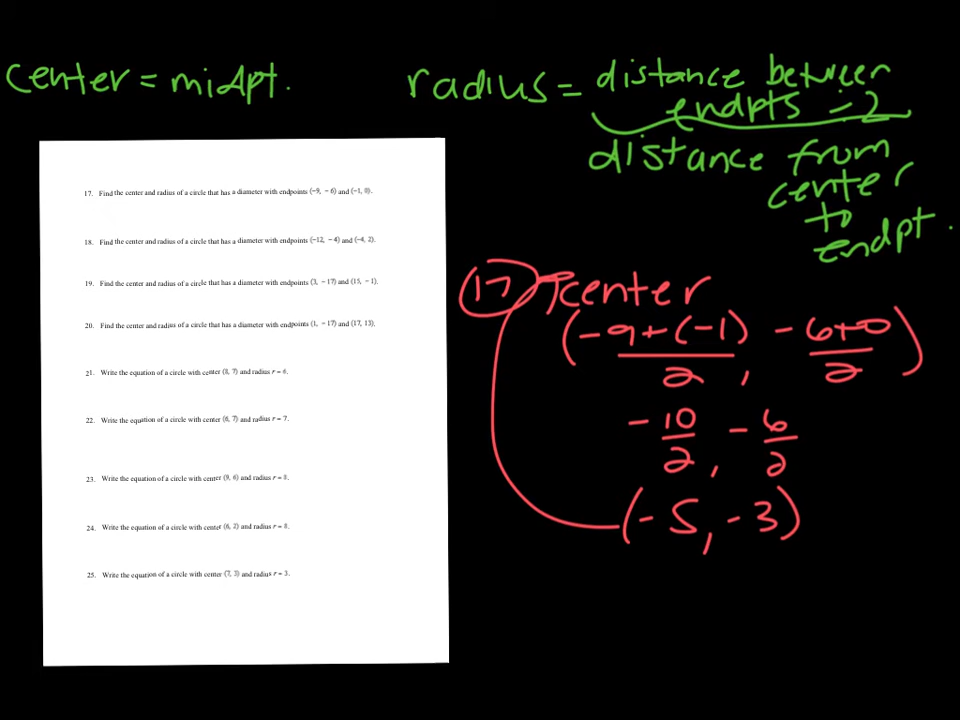 center = midpt.
radius = distance between
endpts ÷ 2
distance from
center
to
endpt.
17. Find the center and radius of a circle that has a diameter with endpoints (−9, −6) and (−1, 0).
18. Find the center and radius of a circle that has a diameter with endpoints (−12, −4) and (−4, 2).
19. Find the center and radius of a circle that has a diameter with endpoints (3, −17) and (15, −1).
20. Find the center and radius of a circle that has a diameter with endpoints (1, −17) and (17, 13).
21. Write the equation of a circle with center (8, 7) and radius r = 6.
22. Write the equation of a circle with center (6, 7) and radius r = 7.
23. Write the equation of a circle with center (9, 6) and radius r = 8.
24. Write the equation of a circle with center (6, 2) and radius r = 8.
25. Write the equation of a circle with center (7, 3) and radius r = 3.
17 center
(-9+(-1)/2, -6+0/2)
-10/2, -6/2
(-5, -3)